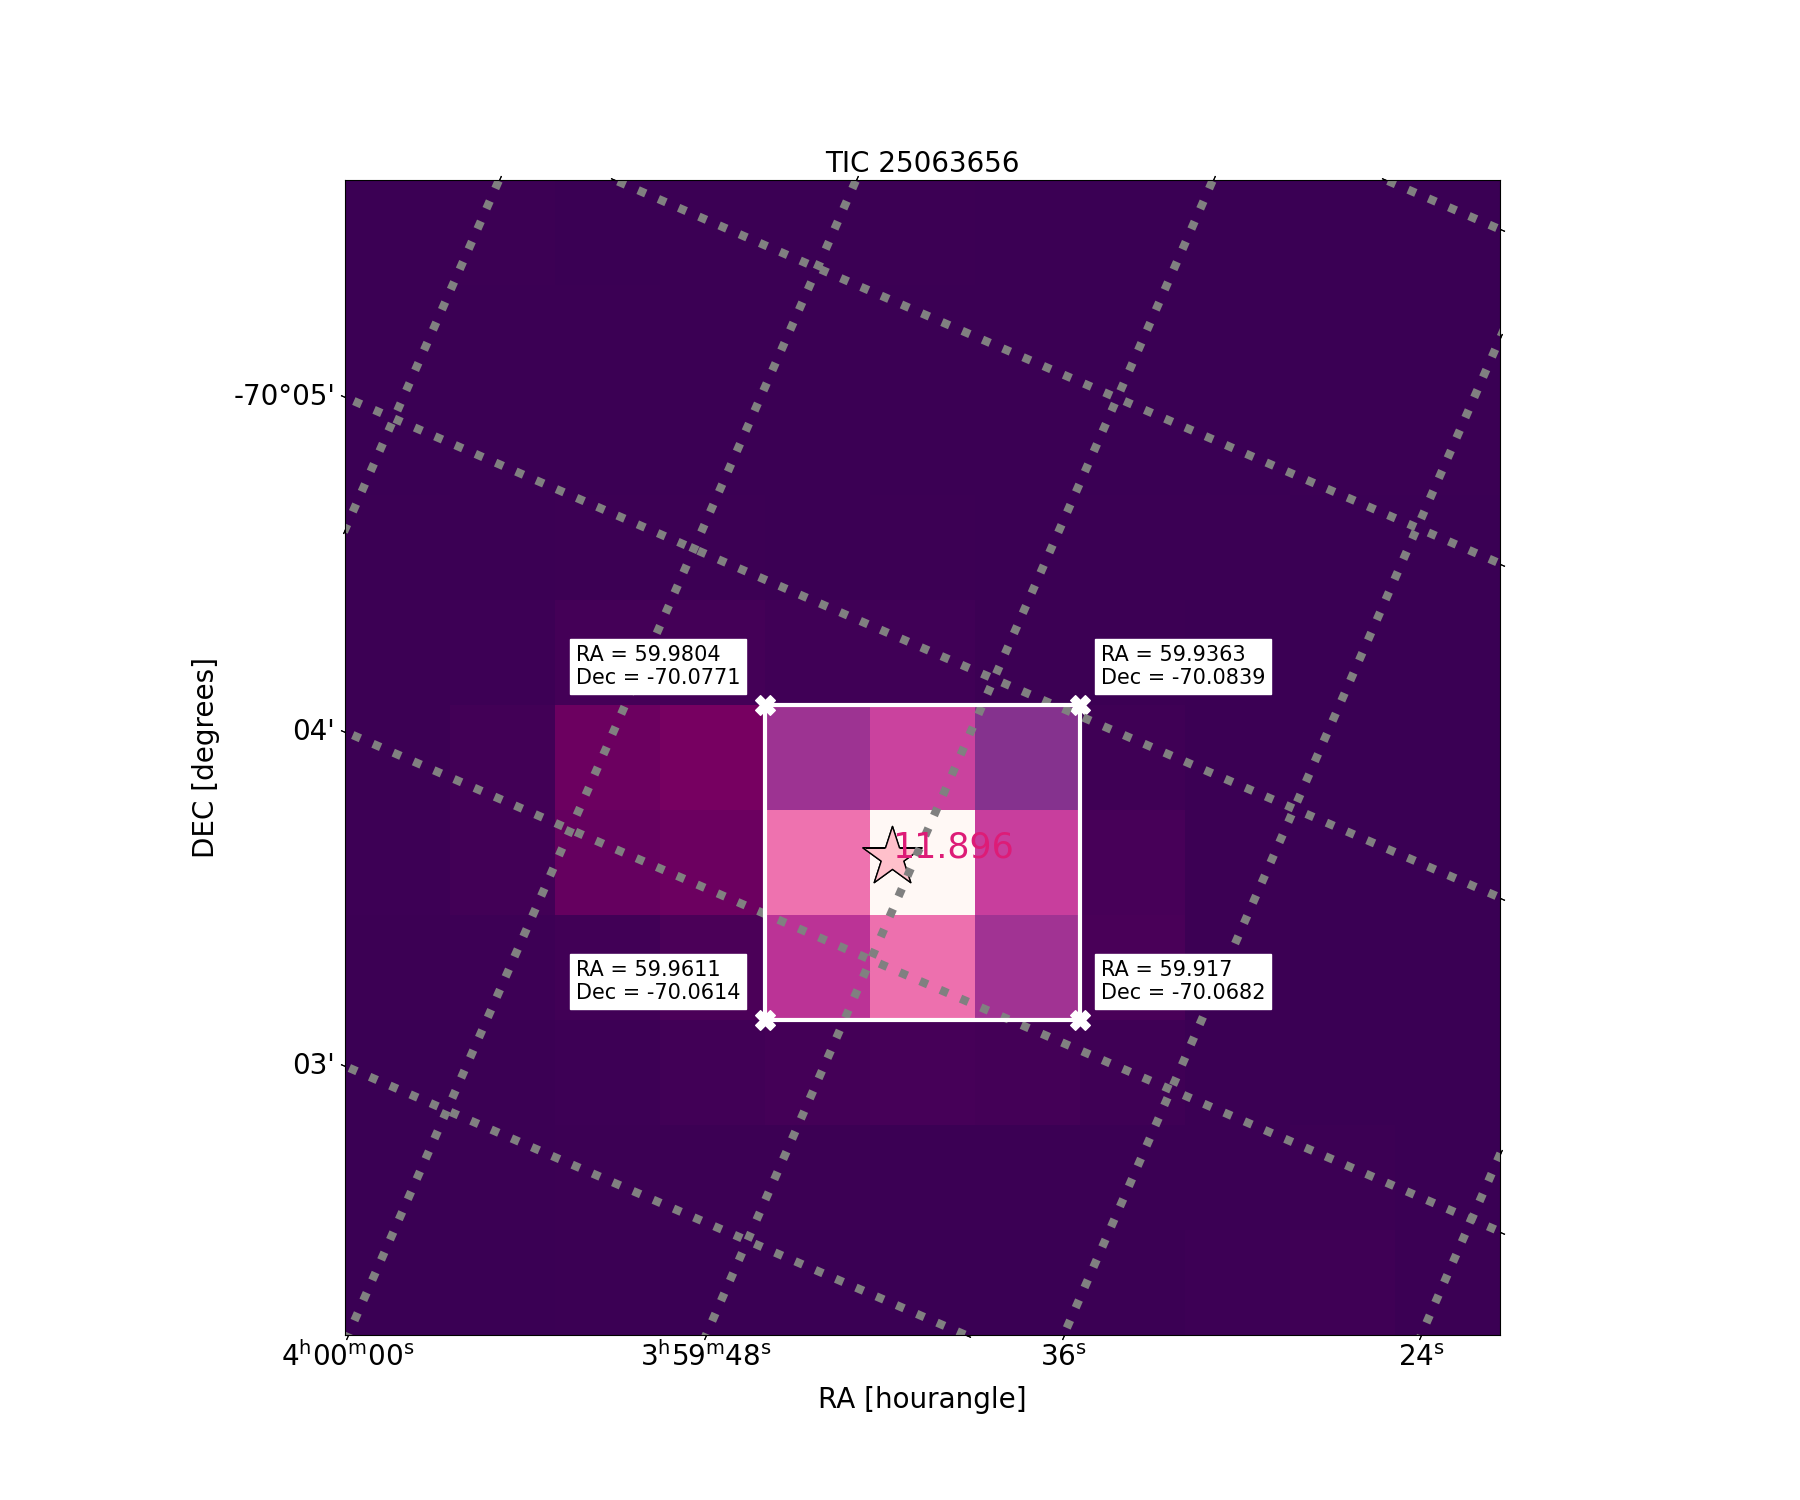 TIC 25063656
-70°05'
RA = 59.9804
Dec = -70.0771
RA = 59.9363
Dec = -70.0839
04'
DEC [degrees]
11.896
RA = 59.9611
Dec = -70.0614
RA = 59.917
Dec = -70.0682
03'
4ʰ00ᵐ00ˢ
3ʰ59ᵐ48ˢ
36ˢ
24ˢ
RA [hourangle]